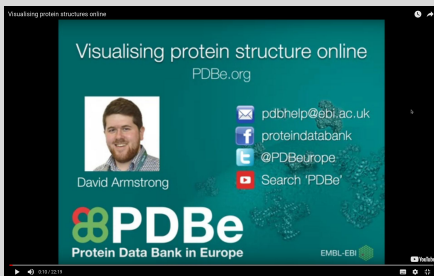 Visualising protein structures online
Visualising protein structure online
PDBe.org
pdbhelp@ebi.ac.uk
proteindatabank
@PDBeurope
Search 'PDBe'
David Armstrong
PDBe
Protein Data Bank in Europe
EMBL-EBI
YouTube
0:10 / 22:19